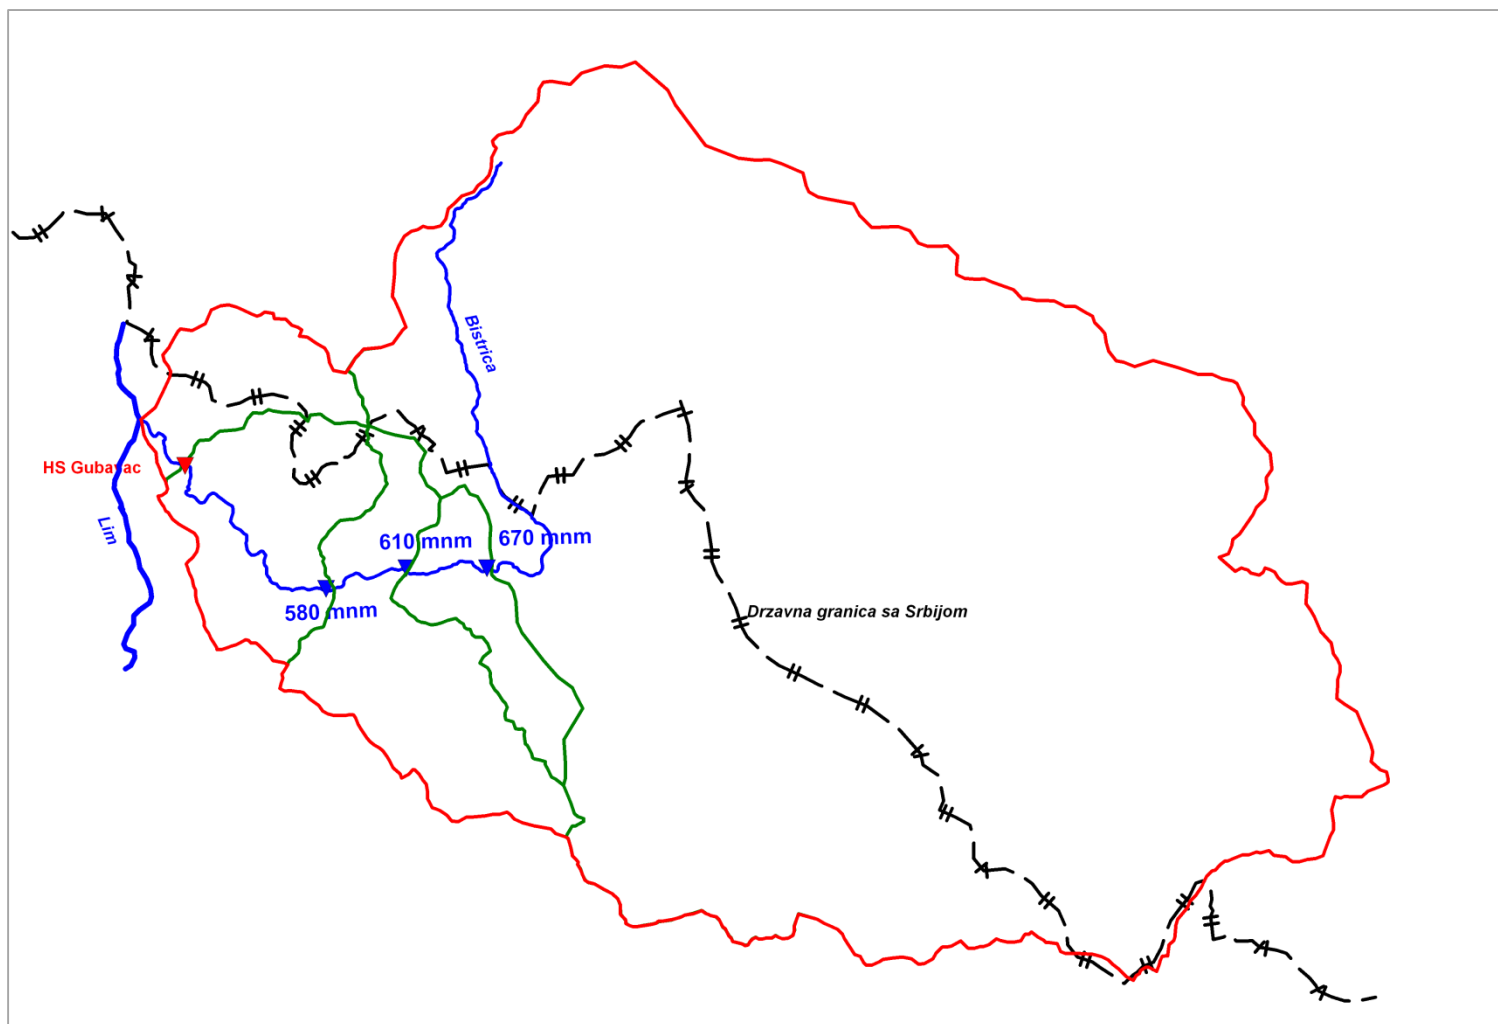 Bistrica
HS Gubavac
Lim
610 mnm
670 mnm
580 mnm
Drzavna granica sa Srbijom